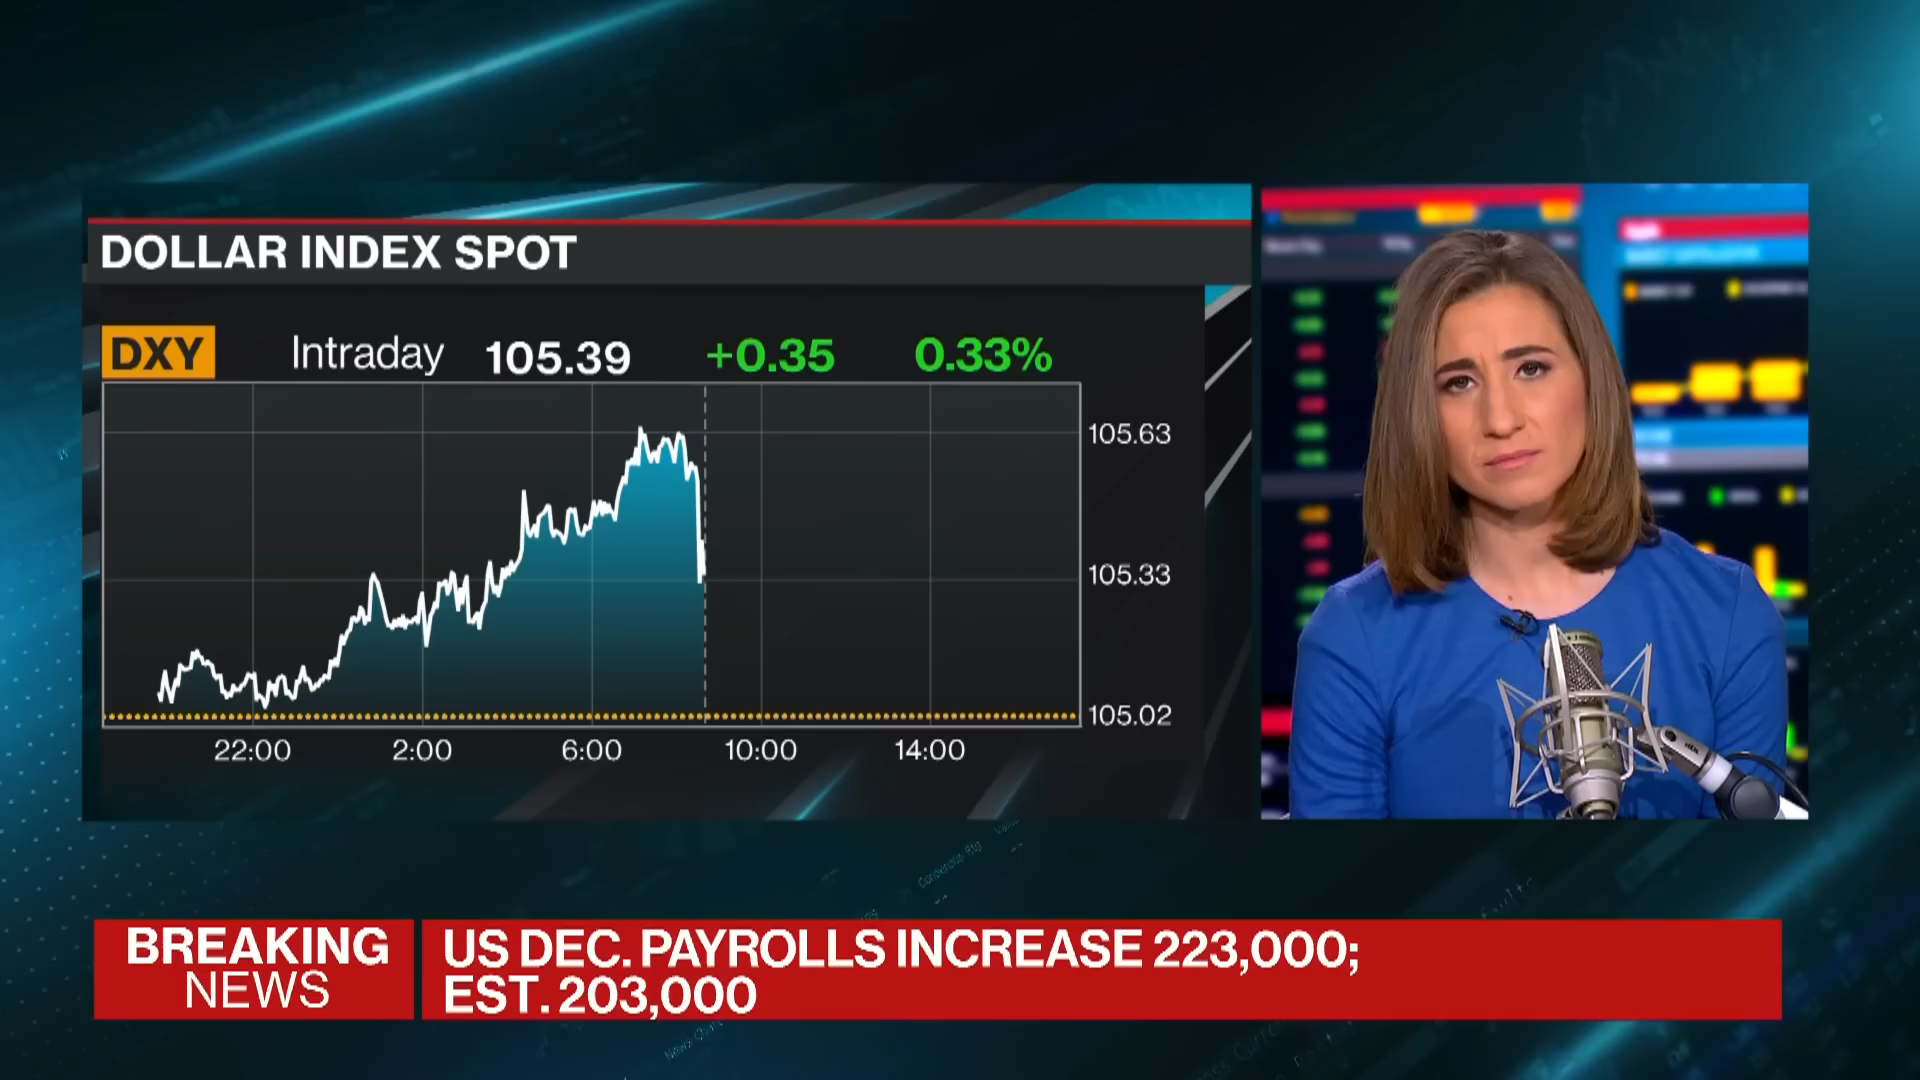 DOLLAR INDEX SPOT
DXY Intraday 105.39 +0.35 0.33%
105.63
105.33
105.02
22:00 2:00 6:00 10:00 14:00
BREAKING
NEWS
US DEC. PAYROLLS INCREASE 223,000;
EST. 203,000